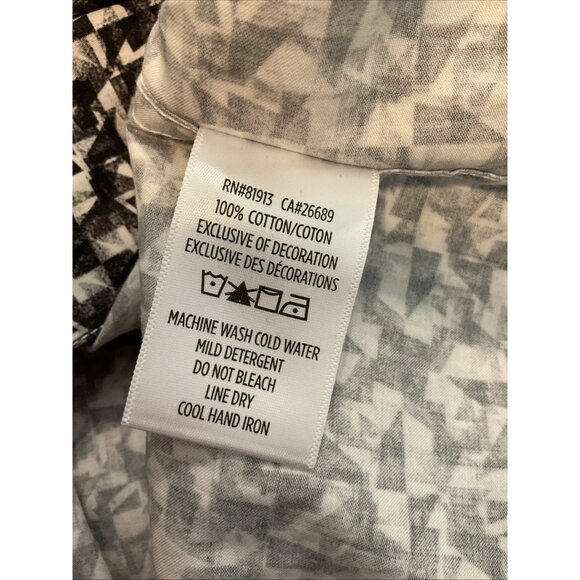 RN#81913 CA#26689
100% COTTON/COTON
EXCLUSIVE OF DECORATION
EXCLUSIVE DES DÉCORATIONS
MACHINE WASH COLD WATER
MILD DETERGENT
DO NOT BLEACH
LINE DRY
COOL HAND IRON